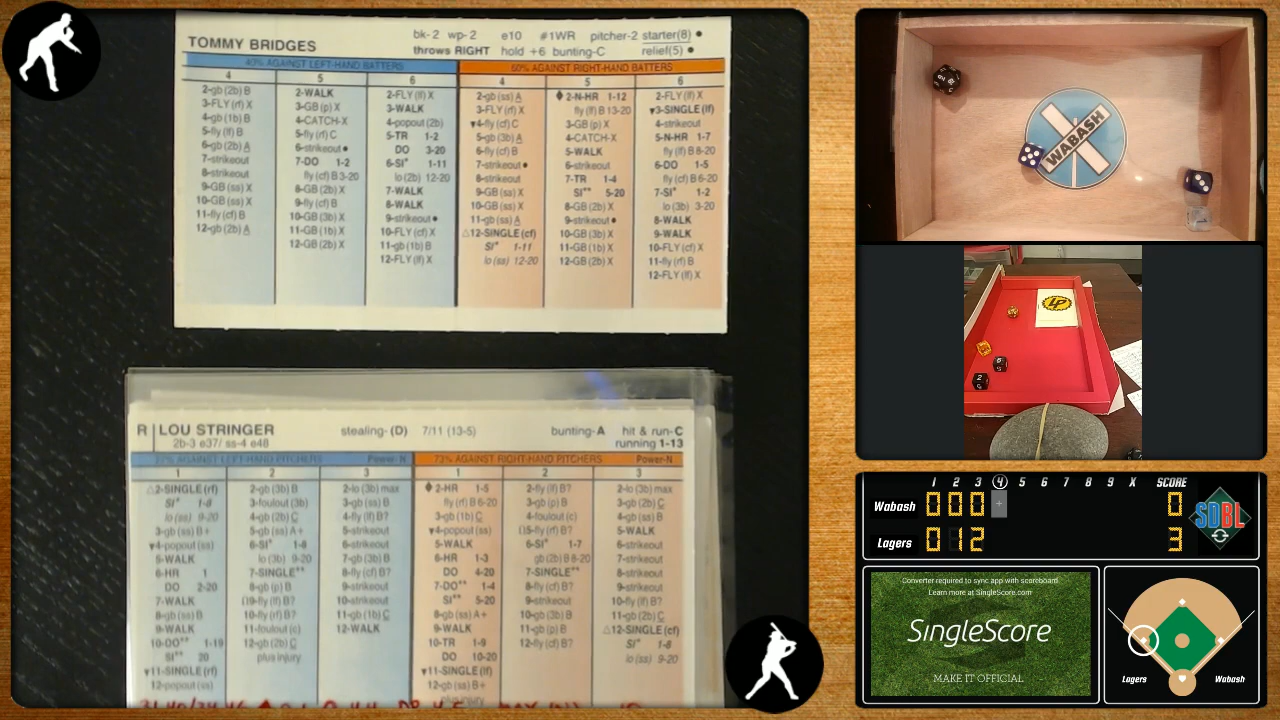 TOMMY BRIDGES
bk- 2 wp- 2 e10 #1WR pitcher-2 starter(8) •
throws RIGHT hold +6 bunting-C relief(5) •
40% AGAINST LEFT-HAND BATTERS
4 5 6
2-gb (2b) B
3-FLY (rf) X
4-gb (1b) B
5-fly (lf) B
6-gb (2b) A
7-strikeout
8-strikeout
9-GB (ss) X
10-GB (ss) X
11-fly (cf) B
12-gb (2b) A
2-WALK
3-GB (p) X
4-CATCH-X
5-fly (rf) C
6-strikeout •
7-DO 1-2
fly (cf) B 3-20
8-GB (2b) X
9-fly (cf) B
10-GB (3b) X
11-GB (1b) X
12-GB (2b) X
2-FLY (lf) X
3-WALK
4-popout (2b)
5-TR 1-2
DO 3-20
6-SI* 1-11
lo (2b) 12-20
7-WALK
8-WALK
9-strikeout •
10-FLY (cf) X
11-gb (1b) B
12-FLY (lf) X
60% AGAINST RIGHT-HAND BATTERS
4 5 6
2-gb (ss) A
3-FLY (rf) X
▼4-fly (cf) C
5-gb (3b) A
6-fly (cf) B
7-strikeout •
8-strikeout
9-GB (ss) X
10-GB (ss) X
11-gb (ss) A
△12-SINGLE (cf)
SI* 1-11
lo (ss) 12-20
♦ 2-N-HR 1-12
fly (lf) B 13-20
3-GB (p) X
4-CATCH-X
5-WALK
6-strikeout
7-TR 1-4
SI** 5-20
8-GB (2b) X
9-strikeout •
10-GB (3b) X
11-GB (1b) X
12-GB (2b) X
2-FLY (lf) X
▼3-SINGLE (lf)
4-strikeout
5-N-HR 1-7
fly (lf) B 8-20
6-DO 1-5
fly (cf) B 6-20
7-SI* 1-2
lo (3b) 3-20
8-WALK
9-WALK
10-FLY (cf) X
11-fly (rf) B
12-FLY (lf) X
R LOU STRINGER stealing- (D) 7/11 (13-5) bunting-A hit & run-C
2b-3 e37/ ss-4 e48 running 1-13
27% AGAINST LEFT-HAND PITCHERS Power-N
1 2 3
△2-SINGLE (rf)
SI* 1-8
lo (ss) 9-20
3-gb (ss) B+
▼4-popout (ss)
5-WALK
6-HR 1
DO 2-20
7-WALK
8-gb (ss) B
9-WALK
10-DO** 1-19
SI** 20
▼11-SINGLE (lf)
12-popout (ss)
2-gb (3b) B
3-foulout (3b)
4-gb (2b) C
5-gb (ss) A+
6-SI* 1-8
lo (3b) 9-20
7-SINGLE**
8-gb (p) B
(9-fly (lf) B?
10-fly (rf) B?
11-foulout (c)
12-gb (2b) C
plus injury
2-lo (3b) max
3-gb (ss) B
4-fly (lf) B?
5-strikeout
6-strikeout
7-gb (3b) B
8-fly (cf) B?
9-strikeout
10-strikeout
11-gb (1b) C
12-WALK
73% AGAINST RIGHT-HAND PITCHERS Power-N
1 2 3
♦ 2-HR 1-5
fly (rf) B 6-20
3-gb (1b) C
▼4-popout (ss)
5-WALK
6-HR 1-3
DO 4-20
7-DO** 1-4
SI** 5-20
8-gb (ss) A+
9-WALK
10-TR 1-9
DO 10-20
▼11-SINGLE (lf)
12-gb (ss) B+
plus injury
2-fly (lf) B?
3-gb (p) B
4-foulout (c)
(5-fly (rf) B?
6-SI* 1-7
gb (2b) B 8-20
7-SINGLE**
8-fly (cf) B?
9-strikeout
10-gb (3b) B
11-gb (p) B
12-fly (cf) B?
2-lo (3b) max
3-gb (2b) C
4-gb (ss) B
5-WALK
6-strikeout
7-strikeout
8-strikeout
9-strikeout
10-fly (lf) B?
11-gb (2b) C
△12-SINGLE (cf)
SI* 1-8
lo (ss) 9-20
WABASH
LP
1 2 3 4 5 6 7 8 9 X SCORE
Wabash 0 0 0 + 0
Lagers 0 1 2 3
SDBL
Converter required to sync app with scoreboard
Learn more at SingleScore.com
SINGLESCORE
MAKE IT OFFICIAL
Lagers Wabash